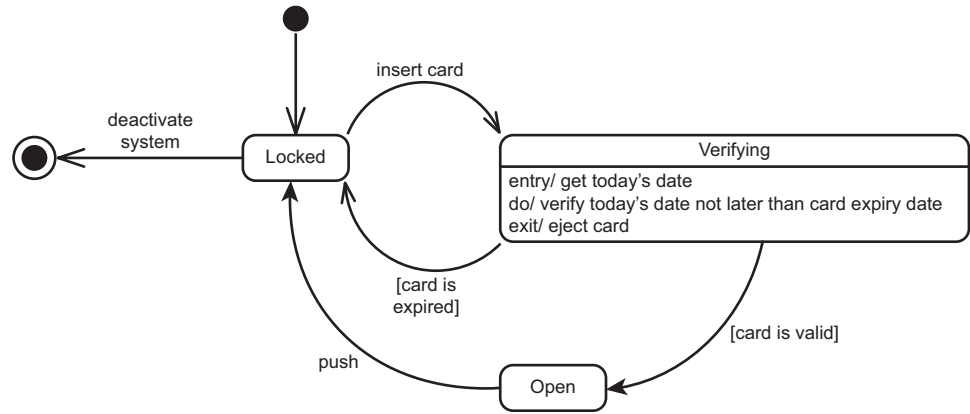 insert card
deactivate
system
Locked
Verifying
entry/ get today’s date
do/ verify today’s date not later than card expiry date
exit/ eject card
[card is
expired]
[card is valid]
push
Open